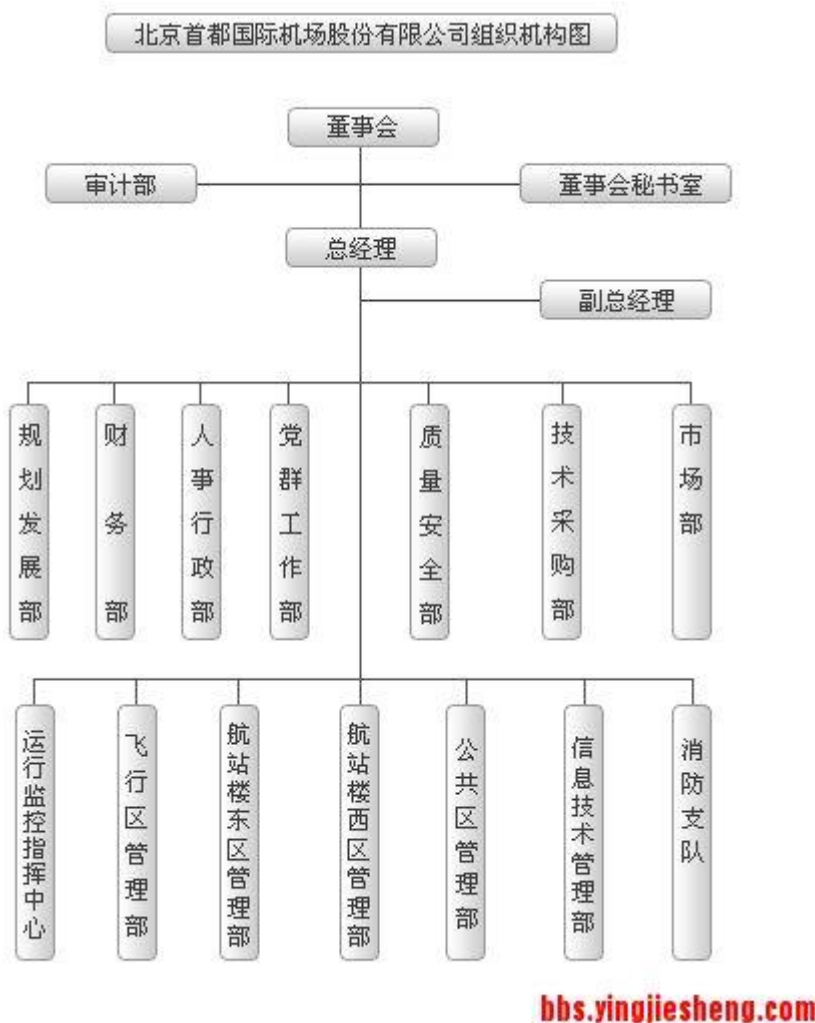 北京首都国际机场股份有限公司组织机构图
董事会
审计部
董事会秘书室
总经理
副总经理
规划发展部
财务部
人事行政部
党群工作部
质量安全部
技术采购部
市场部
运行监控指挥中心
飞行区管理部
航站楼东区管理部
航站楼西区管理部
公共区管理部
信息技术管理部
消防支队
bbs.yingjiesheng.com